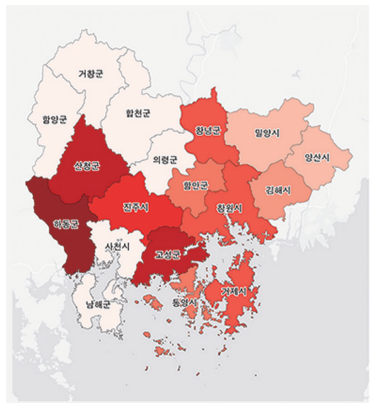 거창군
함양군
합천군
창녕군
밀양시
양산시
산청군
의령군
함안군
김해시
하동군
진주시
창원시
사천시
고성군
남해군
통영시
거제시